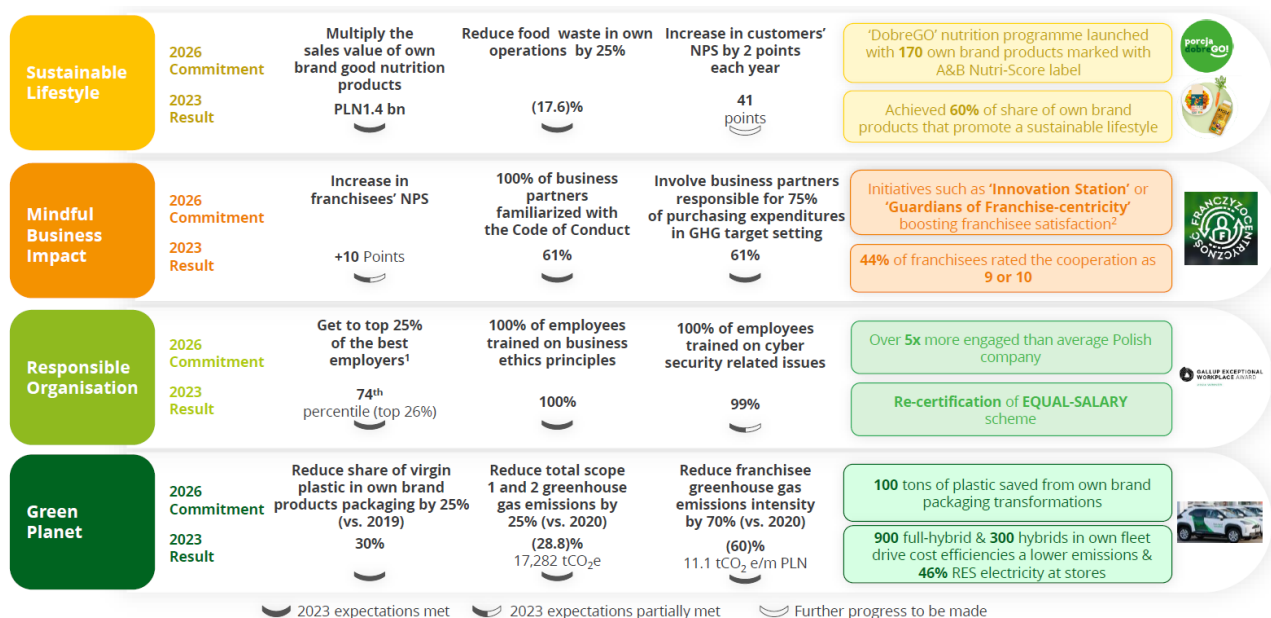 Sustainable
Lifestyle
2026
Commitment
2023
Result
Multiply the
sales value of own
brand good nutrition
products
PLN1.4 bn
Reduce food waste in own
operations by 25%
(17.6)%
Increase in customers'
NPS by 2 points
each year
41
points
'DobreGO' nutrition programme launched
with 170 own brand products marked with
A&B Nutri-Score label
Achieved 60% of share of own brand
products that promote a sustainable lifestyle
porcja
dobreGO!
Mindful
Business
Impact
2026
Commitment
2023
Result
Increase in
franchisees' NPS
+10 Points
100% of business
partners
familiarized with
the Code of Conduct
61%
Involve business partners
responsible for 75%
of purchasing expenditures
in GHG target setting
61%
Initiatives such as 'Innovation Station' or
'Guardians of Franchise-centricity'
boosting franchisee satisfaction²
44% of franchisees rated the cooperation as
9 or 10
FRANCZYZOCENTRYCZNOŚĆ
F
Responsible
Organisation
2026
Commitment
2023
Result
Get to top 25%
of the best
employers¹
74th
percentile (top 26%)
100% of employees
trained on business
ethics principles
100%
100% of employees
trained on cyber
security related issues
99%
Over 5x more engaged than average Polish
company
Re-certification of EQUAL-SALARY
scheme
GALLUP EXCEPTIONAL
WORKPLACE AWARD
Green
Planet
2026
Commitment
2023
Result
Reduce share of virgin
plastic in own brand
products packaging by 25%
(vs. 2019)
30%
Reduce total scope
1 and 2 greenhouse
gas emissions by
25% (vs. 2020)
(28.8)%
17,282 tCO₂e
Reduce franchisee
greenhouse gas
emissions intensity
by 70% (vs. 2020)
(60)%
11.1 tCO₂ e/m PLN
100 tons of plastic saved from own brand
packaging transformations
900 full-hybrid & 300 hybrids in own fleet
drive cost efficiencies a lower emissions &
46% RES electricity at stores
2023 expectations met
2023 expectations partially met
Further progress to be made